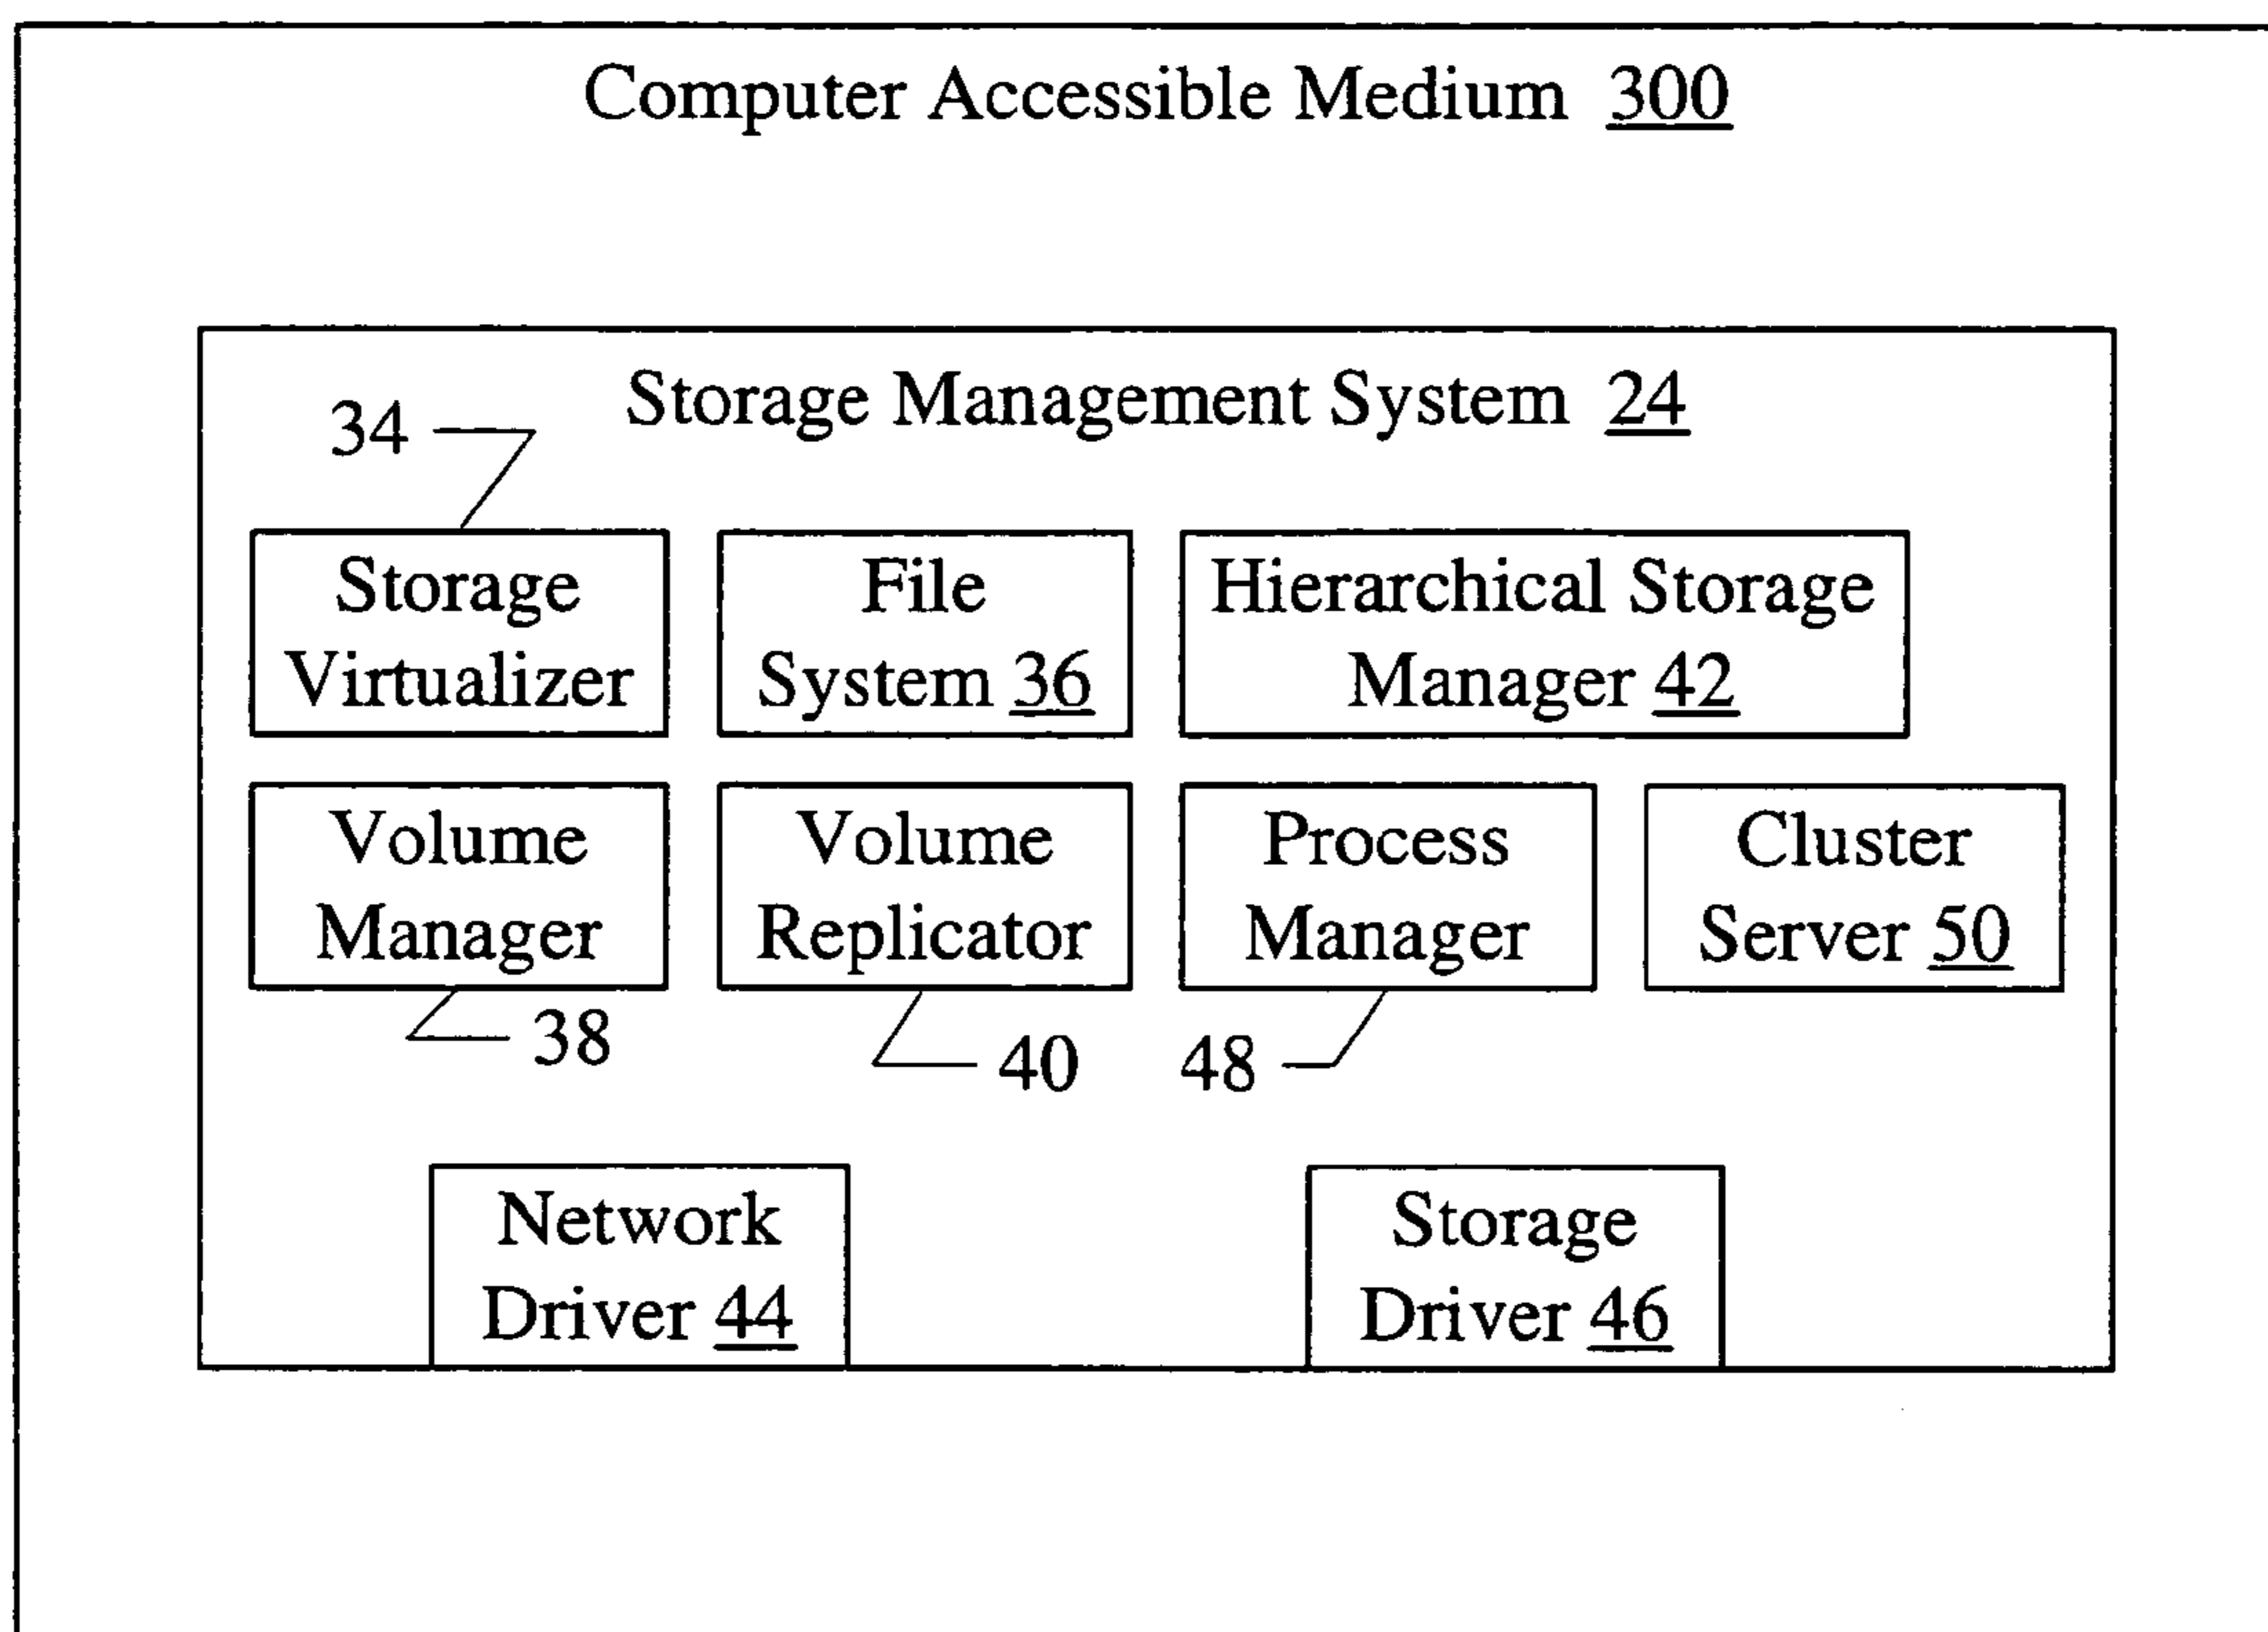 Computer Accessible Medium 300
Storage Management System 24
34
Storage
Virtualizer
File
System 36
Hierarchical Storage
Manager 42
Volume
Manager
Volume
Replicator
Process
Manager
Cluster
Server 50
38
40
48
Network
Driver 44
Storage
Driver 46